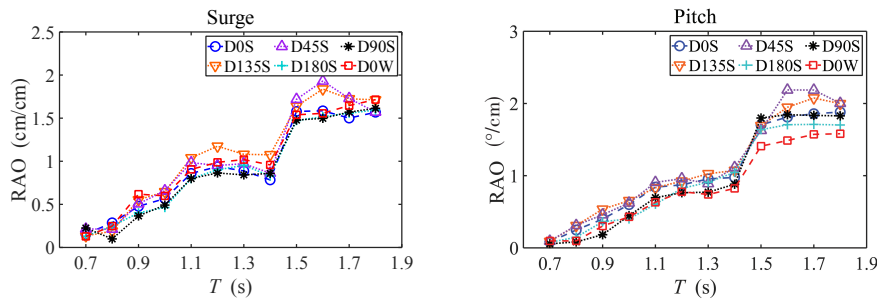 Surge
2.5
2
1.5
1
0.5
0
RAO (cm/cm)
D0S D45S D90S
D135S D180S D0W
0.7 0.9 1.1 1.3 1.5 1.7 1.9
T (s)
Pitch
3
2
1
0
RAO (°/cm)
D0S D45S D90S
D135S D180S D0W
0.7 0.9 1.1 1.3 1.5 1.7 1.9
T (s)